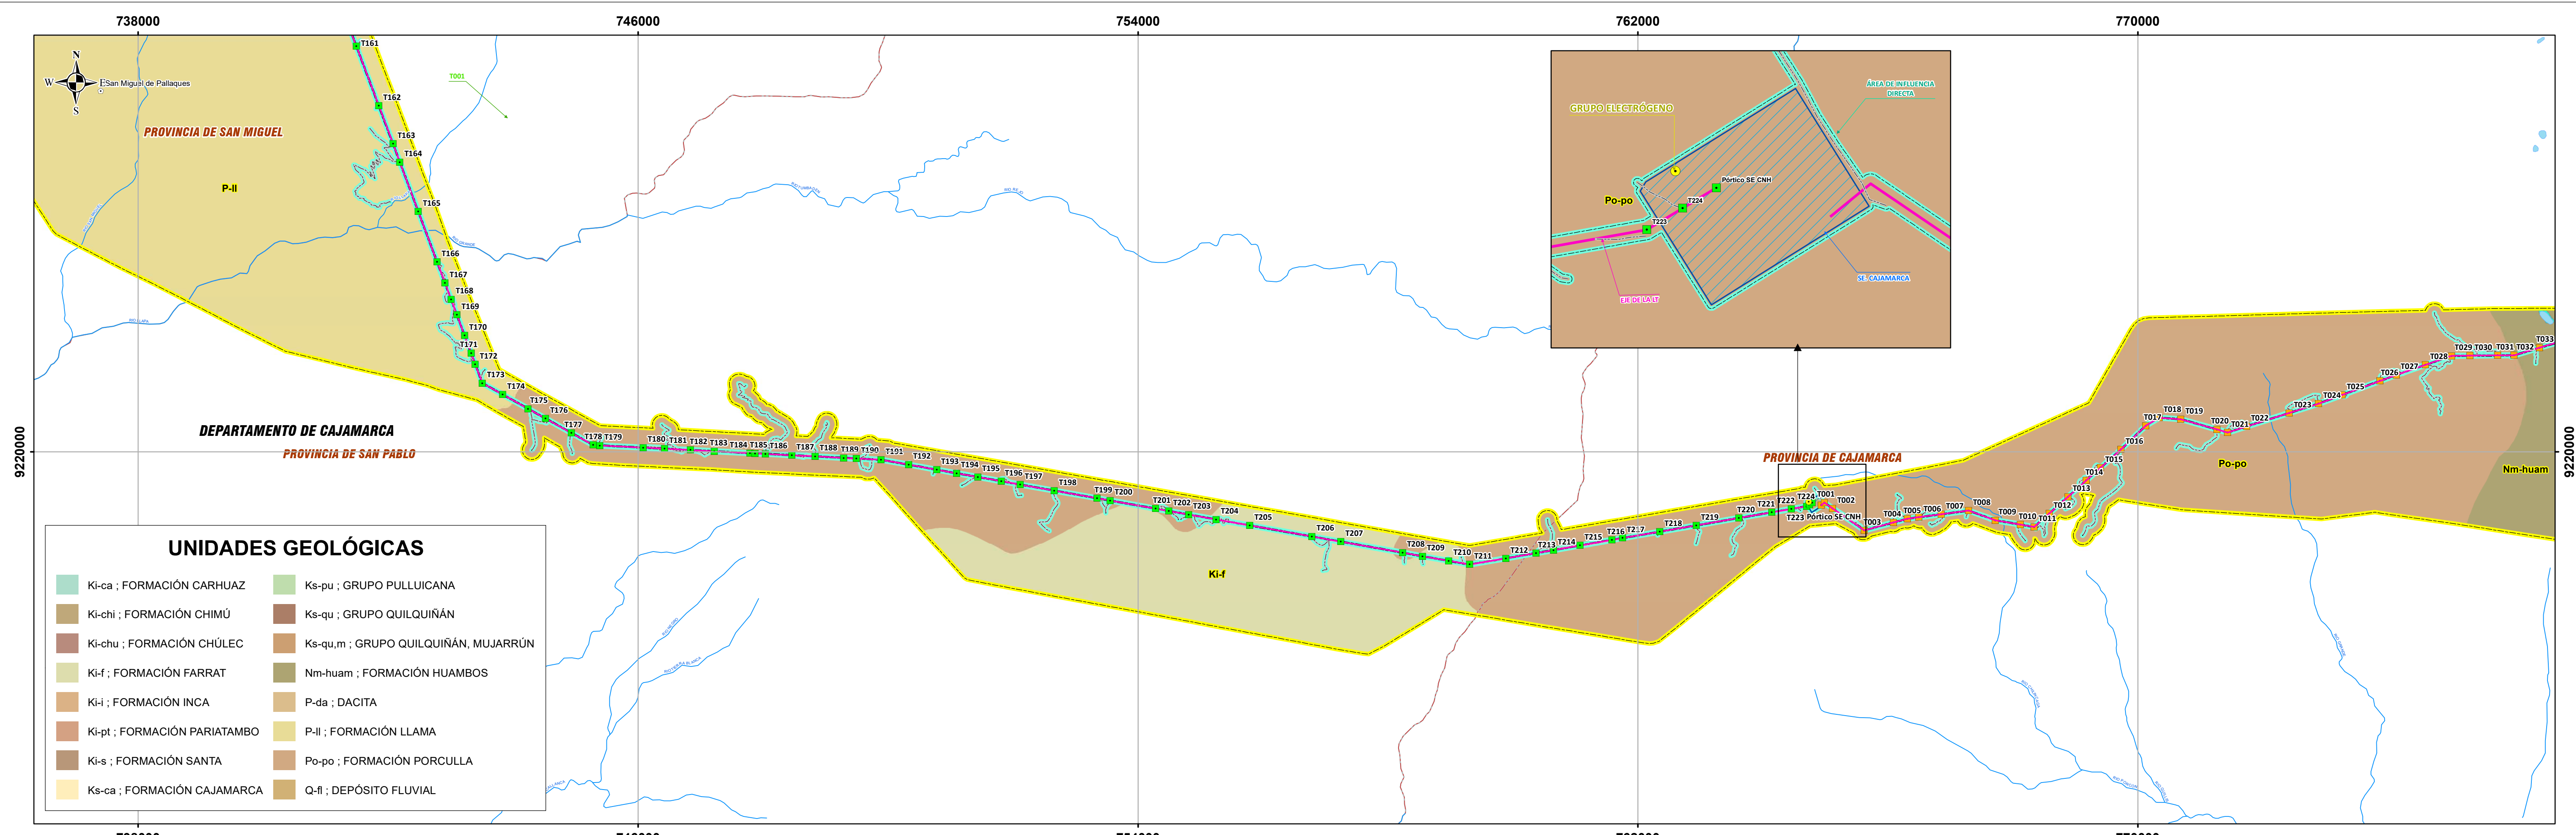 738000
746000
754000
762000
770000
N
W
E
S
San Miguel de Pallaques
PROVINCIA DE SAN MIGUEL
P-ll
T001
T161
T162
T163
T164
T165
T166
T167
T168
T169
T170
T171
T172
T173
T174
T175
T176
T177
T178
T179
T180
T181
T182
T183
T184
T185
T186
T187
T188
T189
T190
T191
T192
T193
T194
T195
T196
T197
T198
T199
T200
T201
T202
T203
T204
T205
T206
T207
T208
T209
T210
T211
T212
T213
T214
T215
T216
T217
T218
T219
T220
T221
T222
T223
T224
Pórtico SE CNH
T001
T002
T003
T004
T005
T006
T007
T008
T009
T010
T011
T012
T013
T014
T015
T016
T017
T018
T019
T020
T021
T022
T023
T024
T025
T026
T027
T028
T029
T030
T031
T032
T033
RIO GRANDE
RIO LLAPA
RIO REJO
GRUPO ELECTRÓGENO
ÁREA DE INFLUENCIA
DIRECTA
Pórtico SE CNH
Po-po
T224
T223
SE. CAJAMARCA
EJE DE LA LT
9220000
9220000
DEPARTAMENTO DE CAJAMARCA
PROVINCIA DE SAN PABLO
PROVINCIA DE CAJAMARCA
Po-po
Nm-huam
Ki-f
UNIDADES GEOLÓGICAS
Ki-ca ; FORMACIÓN CARHUAZ
Ki-chi ; FORMACIÓN CHIMÚ
Ki-chu ; FORMACIÓN CHÚLEC
Ki-f ; FORMACIÓN FARRAT
Ki-i ; FORMACIÓN INCA
Ki-pt ; FORMACIÓN PARIATAMBO
Ki-s ; FORMACIÓN SANTA
Ks-ca ; FORMACIÓN CAJAMARCA
Ks-pu ; GRUPO PULLUICANA
Ks-qu ; GRUPO QUILQUIÑÁN
Ks-qu,m ; GRUPO QUILQUIÑÁN, MUJARRÚN
Nm-huam ; FORMACIÓN HUAMBOS
P-da ; DACITA
P-ll ; FORMACIÓN LLAMA
Po-po ; FORMACIÓN PORCULLA
Q-fl ; DEPÓSITO FLUVIAL